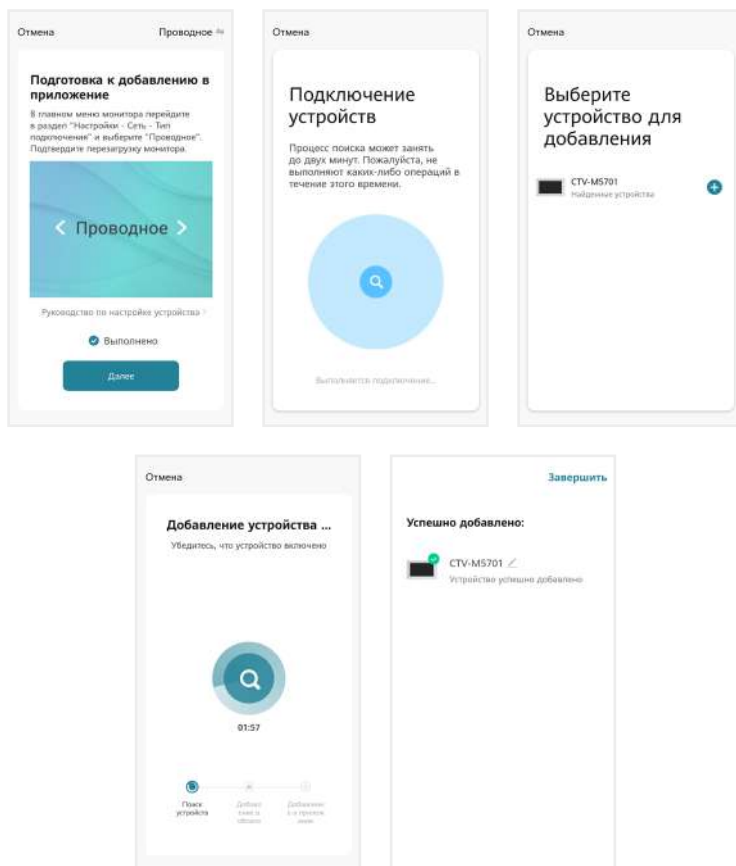 Отмена
Проводное
Подготовка к добавлению в
приложение
В главном меню монитора перейдите
в раздел "Настройки - Сеть - Тип
подключения" и выберите "Проводное".
Подтвердите перезагрузку монитора.
< Проводное >
Руководство по настройке устройства >
Выполнено
Далее
Отмена
Подключение
устройств
Процесс поиска может занять
до двух минут. Пожалуйста, не
выполняют каких-либо операций в
течение этого времени.
Выполняется подключение...
Отмена
Выберите
устройство для
добавления
CTV-M5701
Найденные устройства
Отмена
Добавление устройства ...
Убедитесь, что устройство включено
01:57
Поиск
устройств
Завершить
Успешно добавлено:
CTV-M5701
Устройство успешно добавлено